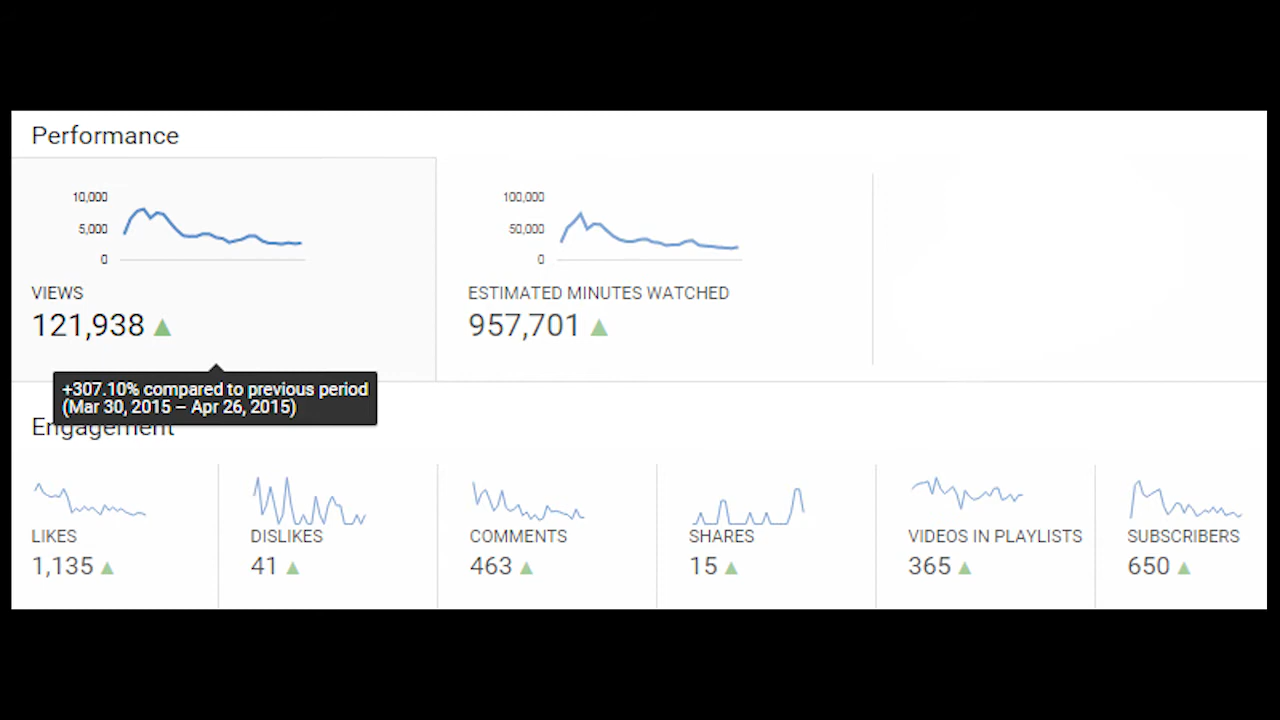 Performance
10,000
5,000
0
VIEWS
121,938
100,000
50,000
0
ESTIMATED MINUTES WATCHED
957,701
+307.10% compared to previous period
(Mar 30, 2015 – Apr 26, 2015)
Engagement
LIKES
1,135
DISLIKES
41
COMMENTS
463
SHARES
15
VIDEOS IN PLAYLISTS
365
SUBSCRIBERS
650